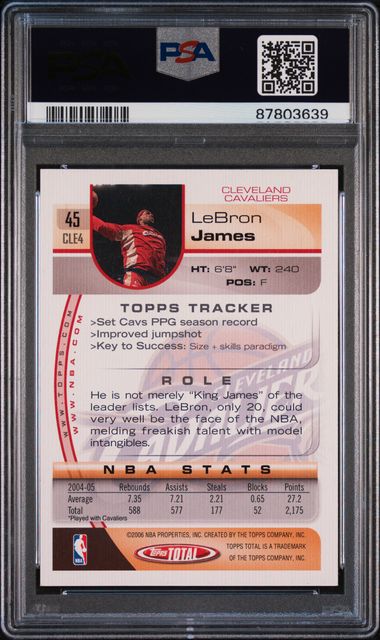 PSA
87803639
CLEVELAND
CAVALIERS
45
CLE4
LeBron
James
HT: 6'8" WT: 240
POS: F
TOPPS TRACKER
>Set Cavs PPG season record
>Improved jumpshot
>Key to Success: Size + skills paradigm
WWW.TOPPS.COM
WWW.NBA.COM
ROLE
He is not merely "King James" of
the leader lists. LeBron, only 20, could
very well be the face of the NBA,
melding freakish talent with model
intangibles.
NBA STATS
2004-05 Rebounds Assists Steals Blocks Points
Average 7.35 7.21 2.21 0.65 27.2
Total 588 577 177 52 2,175
*Played with Cavaliers
©2006 NBA PROPERTIES, INC. CREATED BY THE TOPPS COMPANY, INC.
TOPPS TOTAL IS A TRADEMARK
OF THE TOPPS COMPANY, INC.
NBA
Topps TOTAL